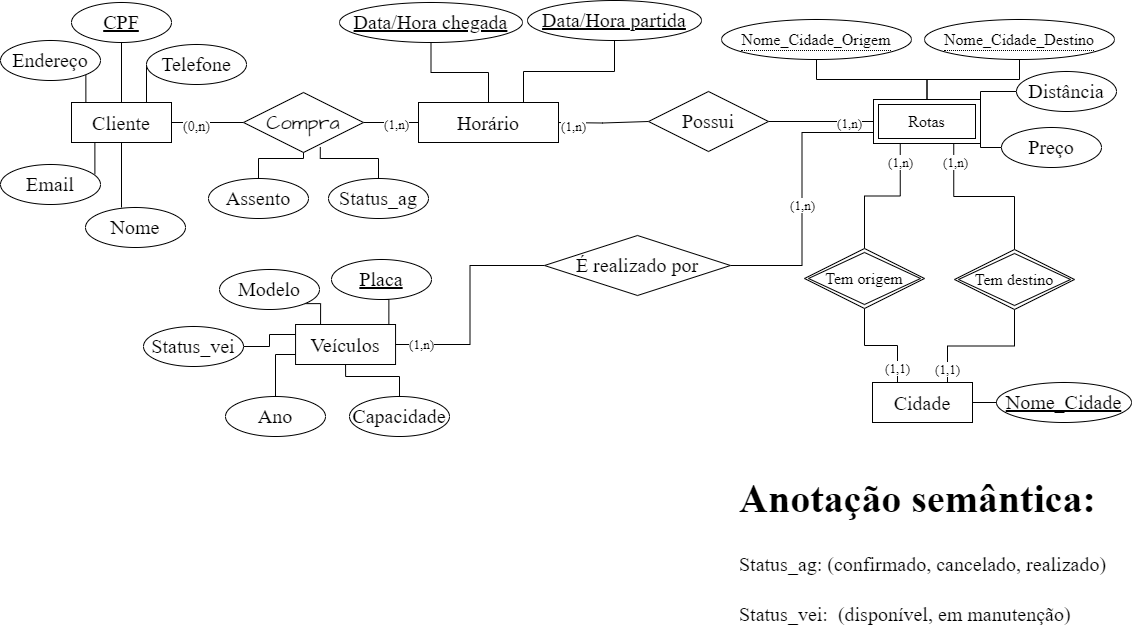 CPF
Data/Hora chegada
Data/Hora partida
Nome_Cidade_Origem
Nome_Cidade_Destino
Endereço
Telefone
Distância
Cliente
(0,n)
Compra
(1,n)
Horário
(1,n)
Possui
(1,n)
Rotas
Preço
Email
Assento
Status_ag
(1,n)
(1,n)
Nome
(1,n)
É realizado por
Tem origem
Tem destino
Modelo
Placa
Status_vei
Veículos
(1,n)
(1,1)
(1,1)
Ano
Capacidade
Cidade
Nome_Cidade
Anotação semântica:
Status_ag: (confirmado, cancelado, realizado)
Status_vei: (disponível, em manutenção)